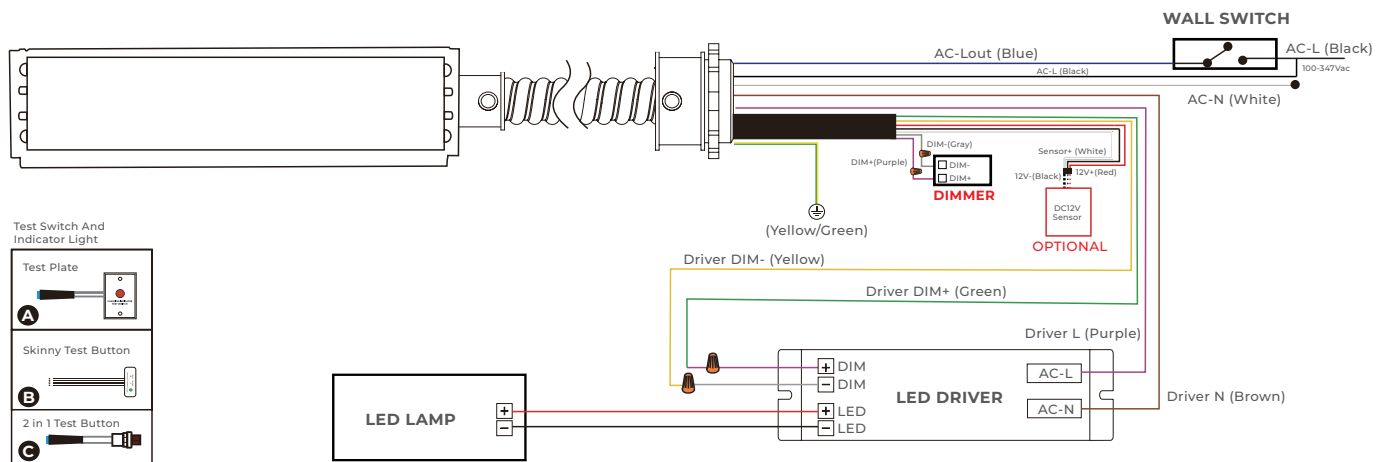 WALL SWITCH
AC-Lout (Blue)
AC-L (Black)
AC-L (Black)
100-347Vac
AC-N (White)
DIM-(Gray)
DIM+(Purple)
DIM-
DIM+
DIMMER
Sensor+ (White)
12V-(Black)
12V+(Red)
DC12V
Sensor
OPTIONAL
(Yellow/Green)
Test Switch And
Indicator Light
Test Plate
A
Skinny Test Button
B
2 in 1 Test Button
C
Driver DIM- (Yellow)
Driver DIM+ (Green)
Driver L (Purple)
Driver N (Brown)
LED LAMP
+
−
+ DIM
− DIM
+ LED
− LED
LED DRIVER
AC-L
AC-N